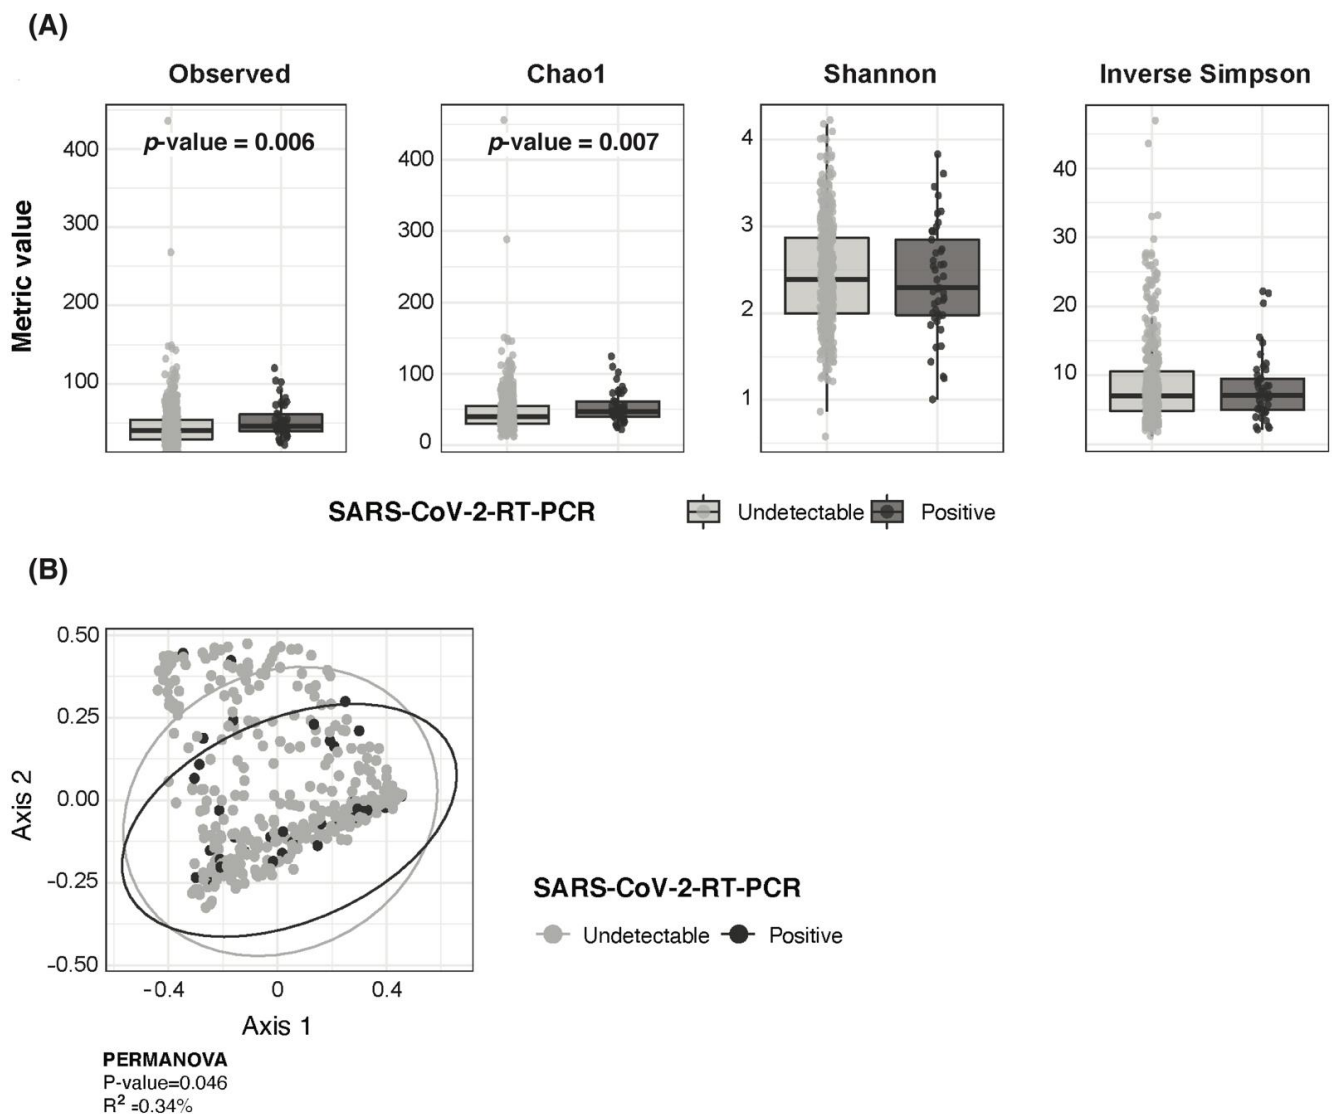 (A)
Observed Chao1 Shannon Inverse Simpson
p-value = 0.006 p-value = 0.007
Metric value
400
300
200
100
400
300
200
100
0
4
3
2
1
40
30
20
10
SARS-CoV-2-RT-PCR Undetectable Positive
(B)
0.50
0.25
0.00
-0.25
-0.50
Axis 2
-0.4 0 0.4
Axis 1
SARS-CoV-2-RT-PCR
Undetectable Positive
PERMANOVA
P-value=0.046
R² =0.34%